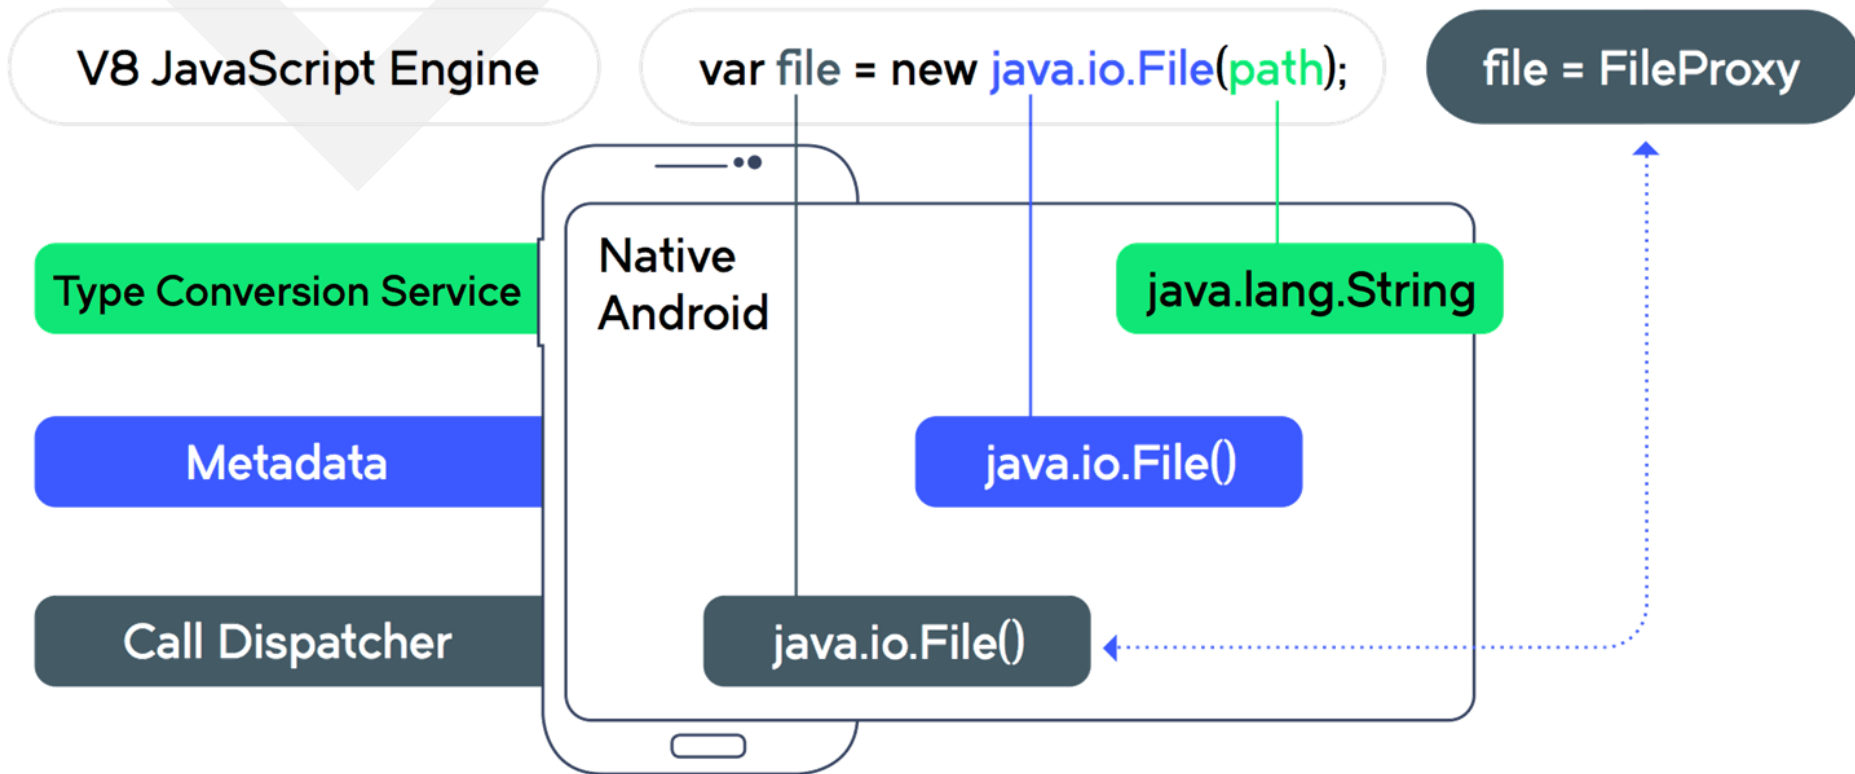 V8 JavaScript Engine
var file = new java.io.File(path);
file = FileProxy
Native
Android
Type Conversion Service
java.lang.String
Metadata
java.io.File()
Call Dispatcher
java.io.File()